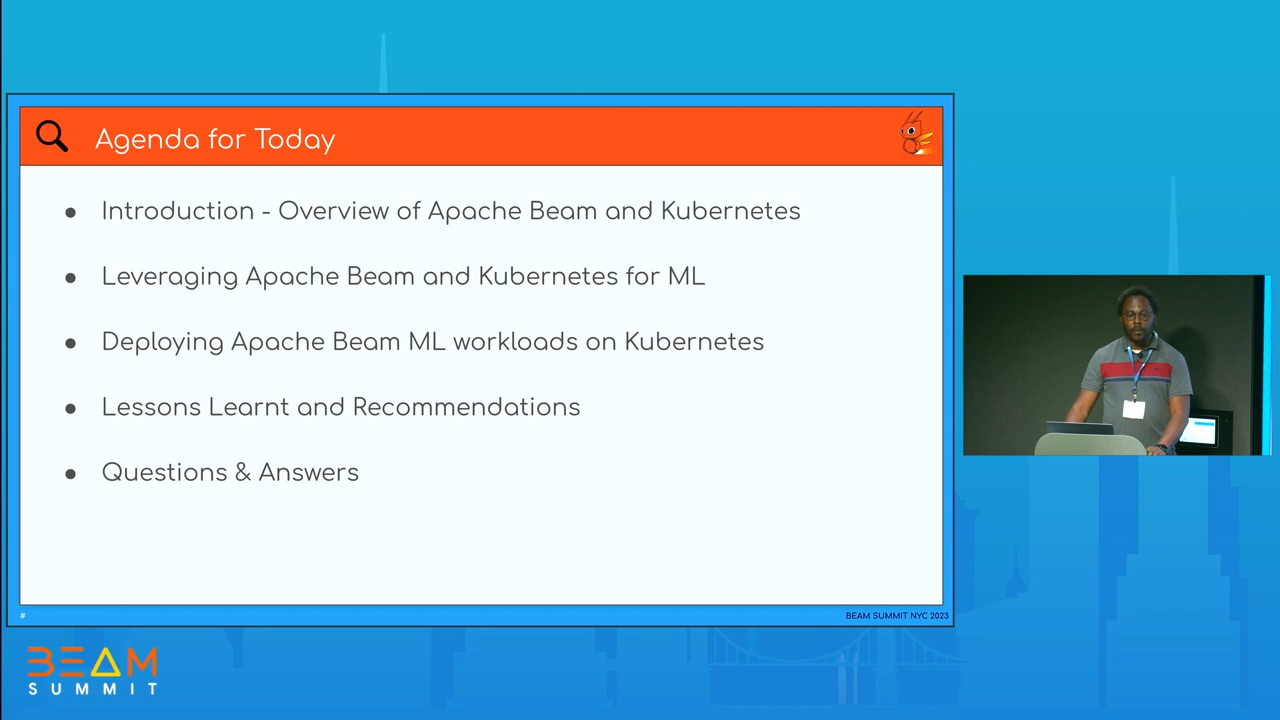 Agenda for Today
● Introduction - Overview of Apache Beam and Kubernetes
● Leveraging Apache Beam and Kubernetes for ML
● Deploying Apache Beam ML workloads on Kubernetes
● Lessons Learnt and Recommendations
● Questions & Answers
#
BEAM SUMMIT NYC 2023
BEAM
SUMMIT